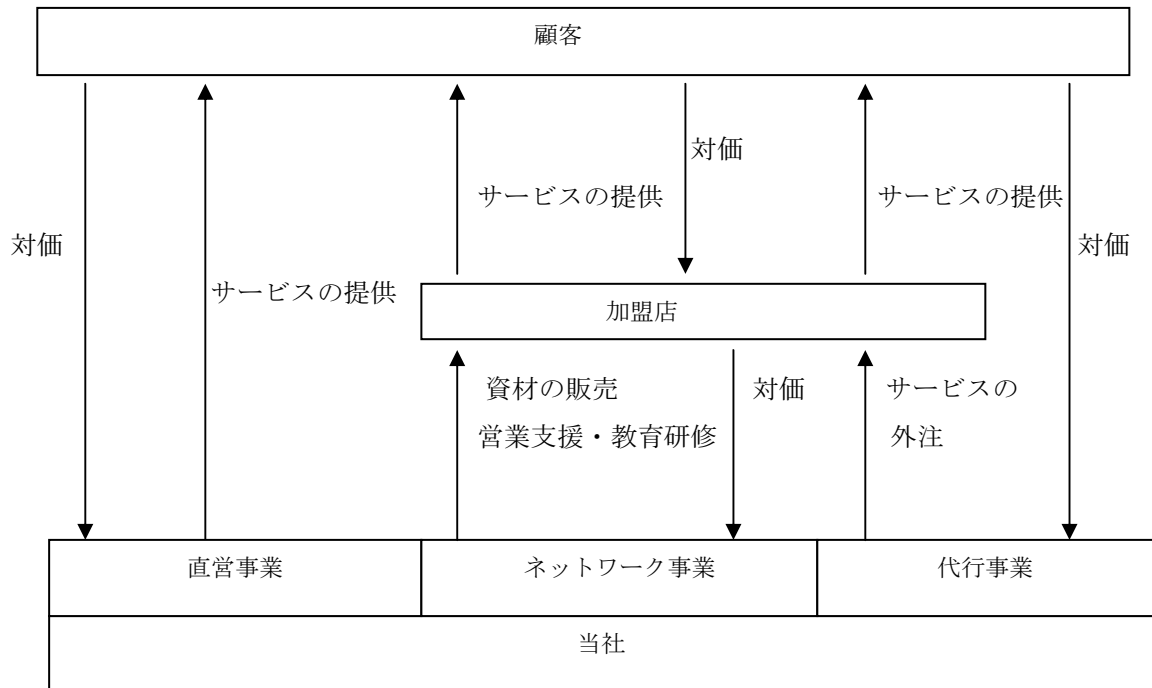 顧客
対価
サービスの提供
サービスの提供
対価
サービスの提供
対価
加盟店
資材の販売
営業支援・教育研修
対価
サービスの
外注
直営事業
ネットワーク事業
代行事業
当社